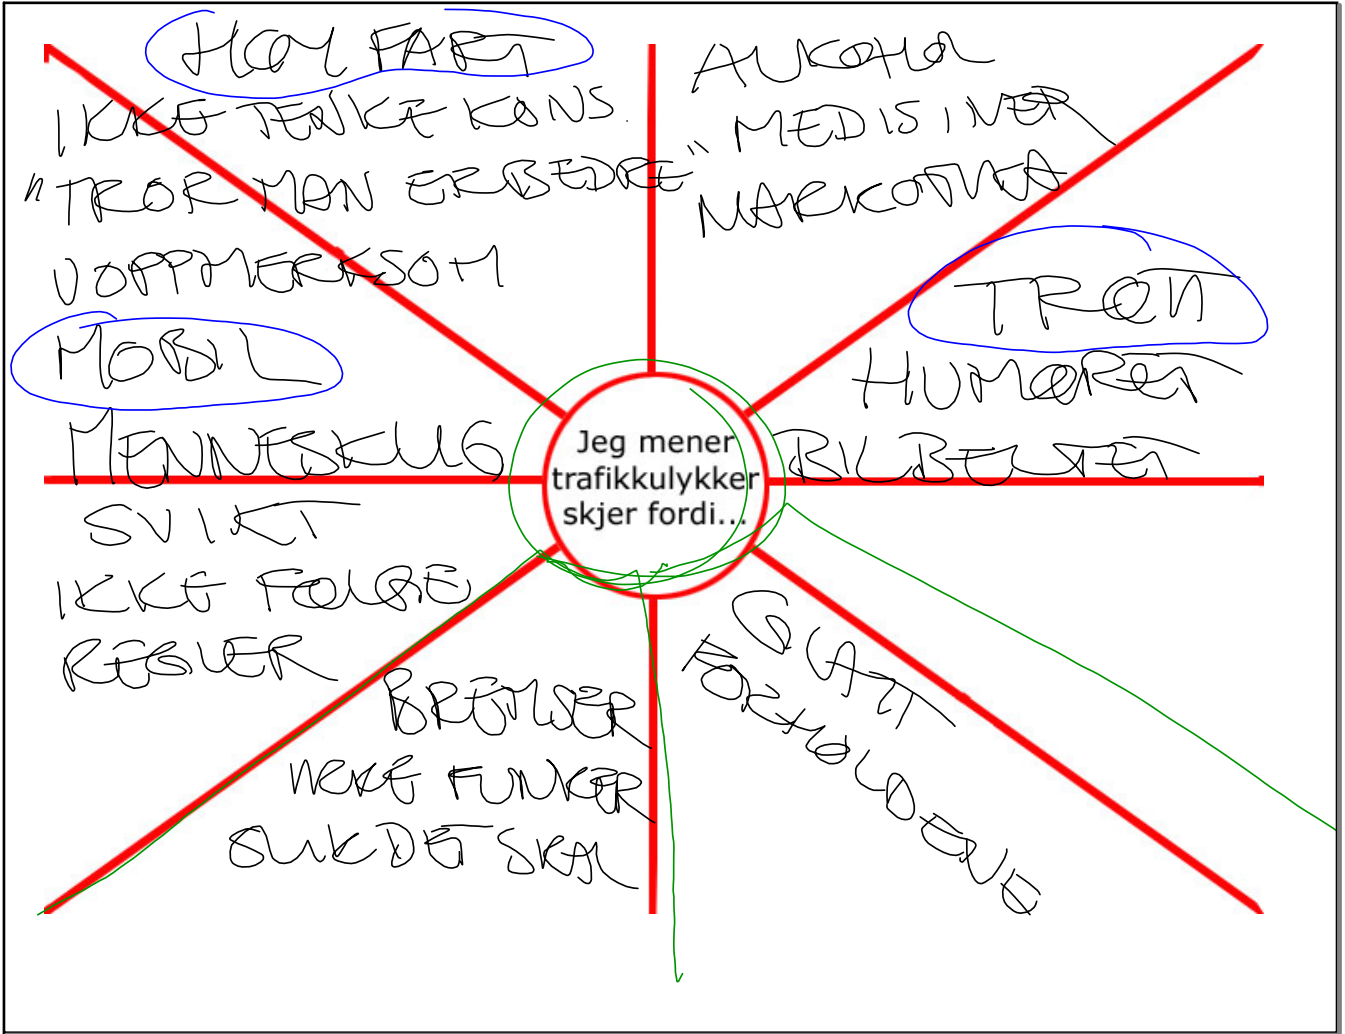 HØY FART
IKKE TENKE KONS.
"TROR MAN ER BEDRE"
UOPPMERKSOM
MOBIL
MENNESKLIG
SVIKT
IKKE FØLGE
REGLER
BREMSER
IKKE FUNKER
SLIK DET SKAL
ALKOHOL
MEDISINER
NARKOTIKA
TRØTT
HUMØRET
BILBELTET
Jeg mener
trafikkulykker
skjer fordi...
GLATT
FORHOLDENE